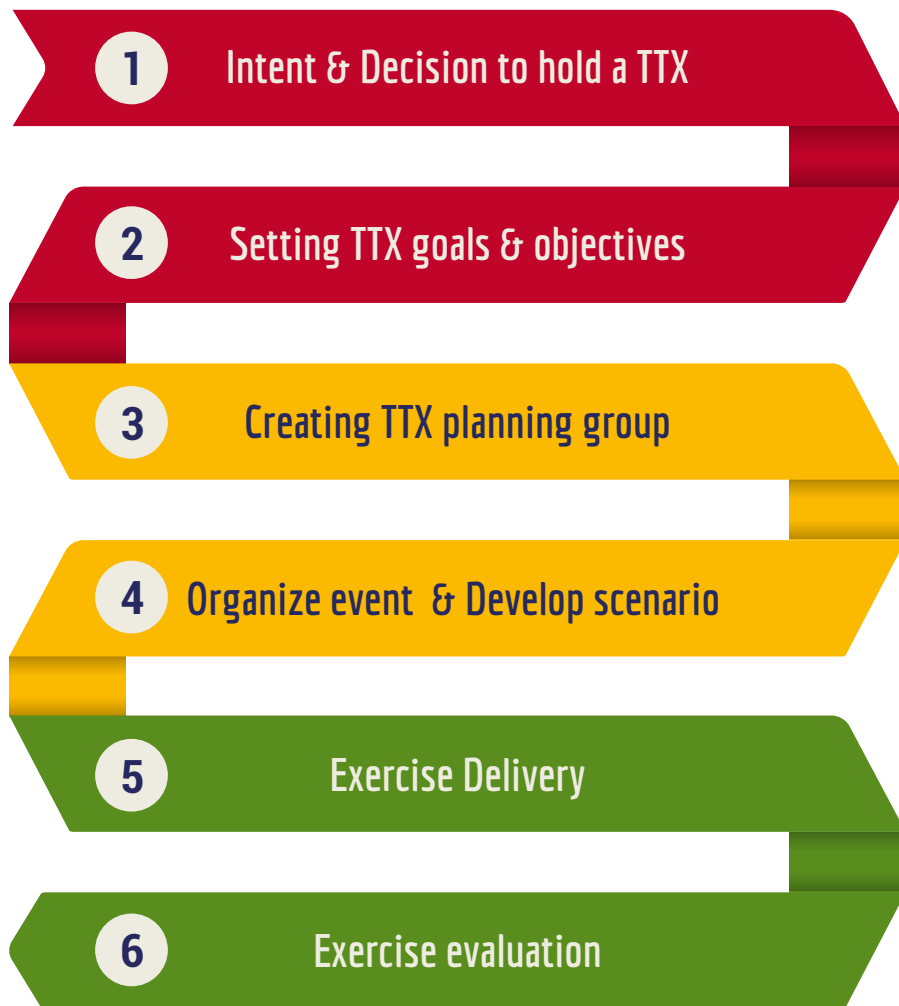 1 Intent & Decision to hold a TTX
2 Setting TTX goals & objectives
3 Creating TTX planning group
4 Organize event & Develop scenario
5 Exercise Delivery
6 Exercise evaluation